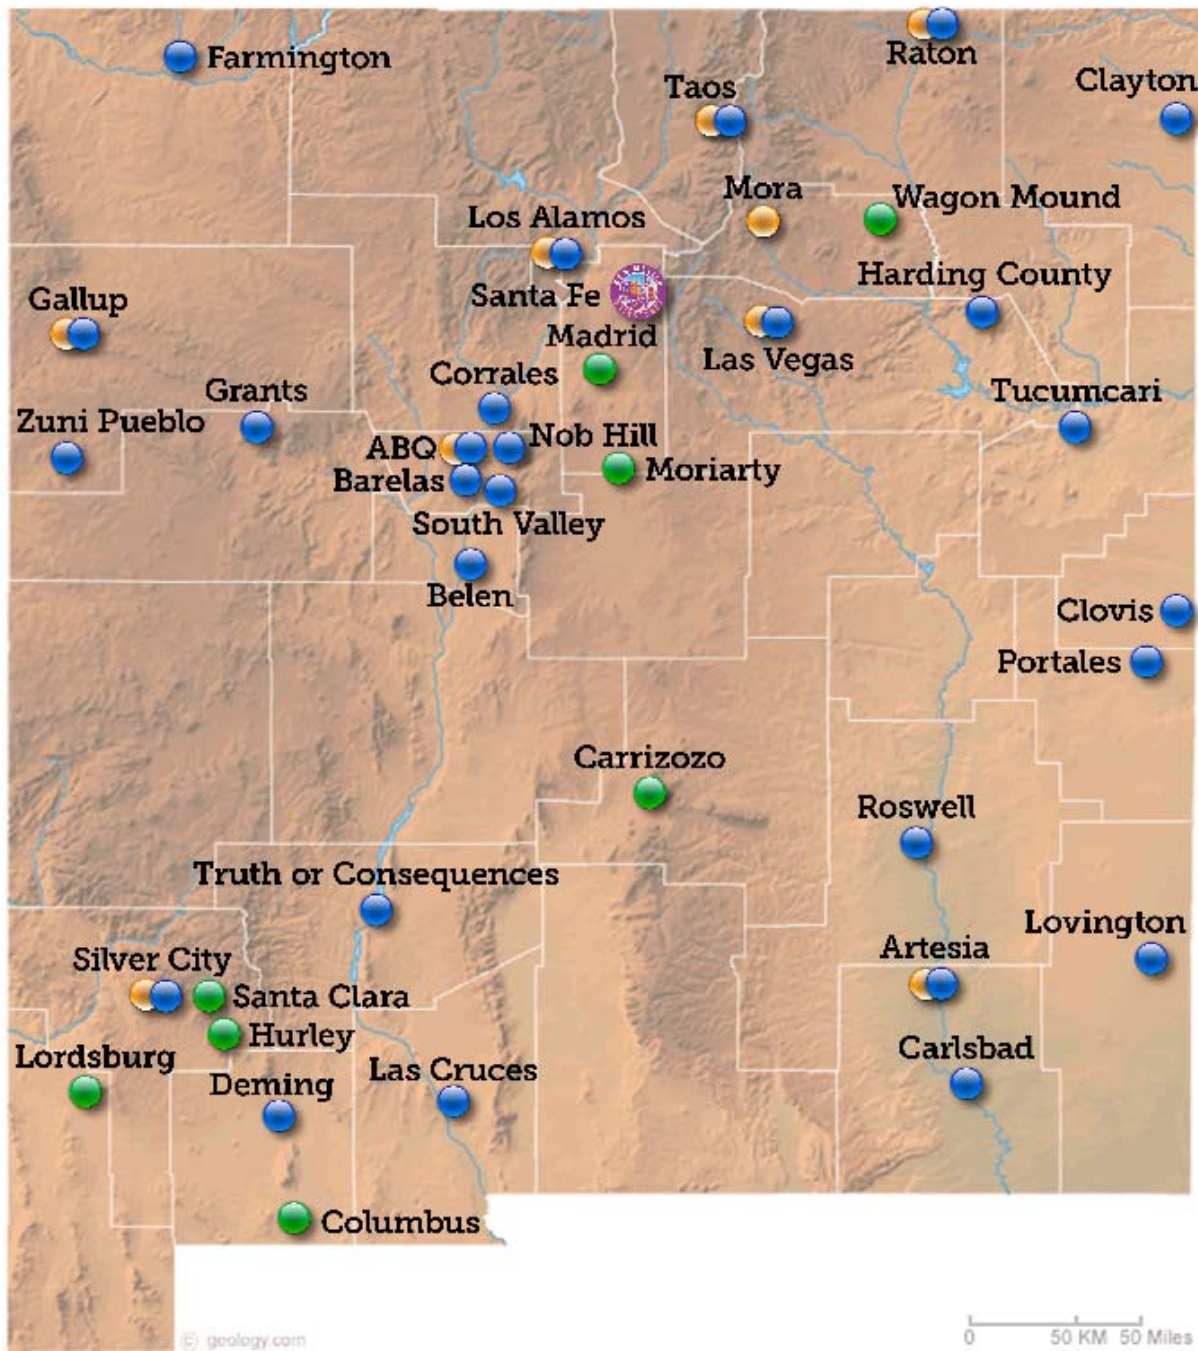 Farmington
Raton
Clayton
Taos
Mora
Wagon Mound
Los Alamos
Harding County
Santa Fe
Gallup
Madrid
Las Vegas
Corrales
Grants
Tucumcari
Zuni Pueblo
ABQ
Nob Hill
Moriarty
Barelas
South Valley
Belen
Clovis
Portales
Carrizozo
Roswell
Truth or Consequences
Lovington
Artesia
Silver City
Santa Clara
Hurley
Carlsbad
Lordsburg
Las Cruces
Deming
Columbus
© geology.com
0 50 KM 50 Miles